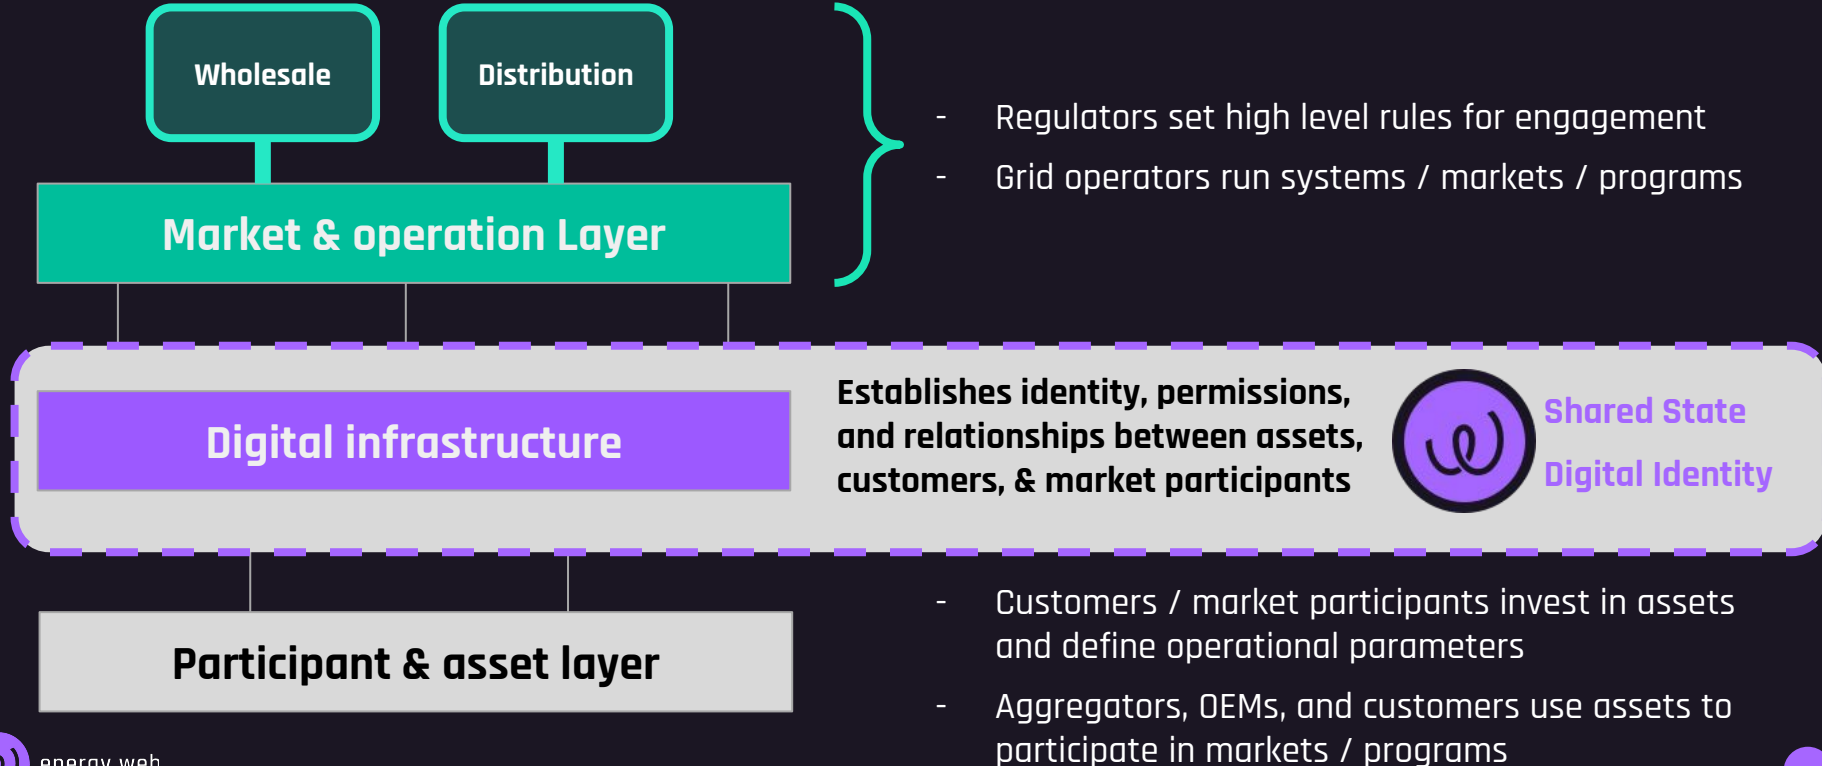 Wholesale
Distribution
- Regulators set high level rules for engagement
- Grid operators run systems / markets / programs
Market & operation Layer
Digital infrastructure
Establishes identity, permissions,
and relationships between assets,
customers, & market participants
Shared State
Digital Identity
Participant & asset layer
- Customers / market participants invest in assets
and define operational parameters
- Aggregators, OEMs, and customers use assets to
participate in markets / programs
energy web